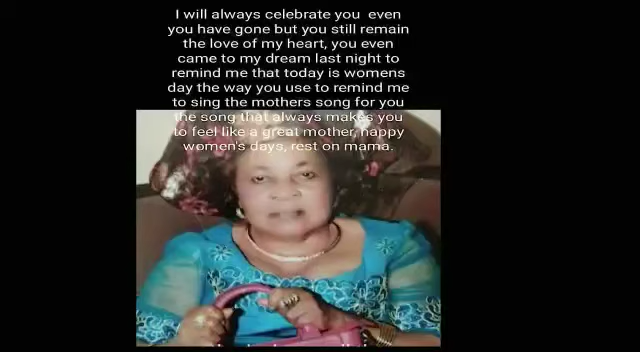 I will always celebrate you even
you have gone but you still remain
the love of my heart, you even
came to my dream last night to
remind me that today is womens
day the way you use to remind me
to sing the mothers song for you
the song that always makes you
to feel like a great mother, happy
women's days, rest on mama.